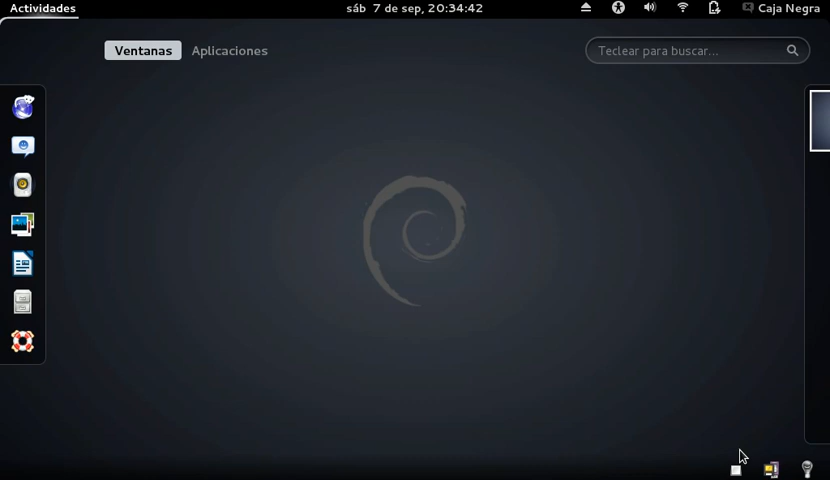 Actividades
sáb 7 de sep, 20:34:42
Caja Negra
Ventanas
Aplicaciones
Teclear para buscar...